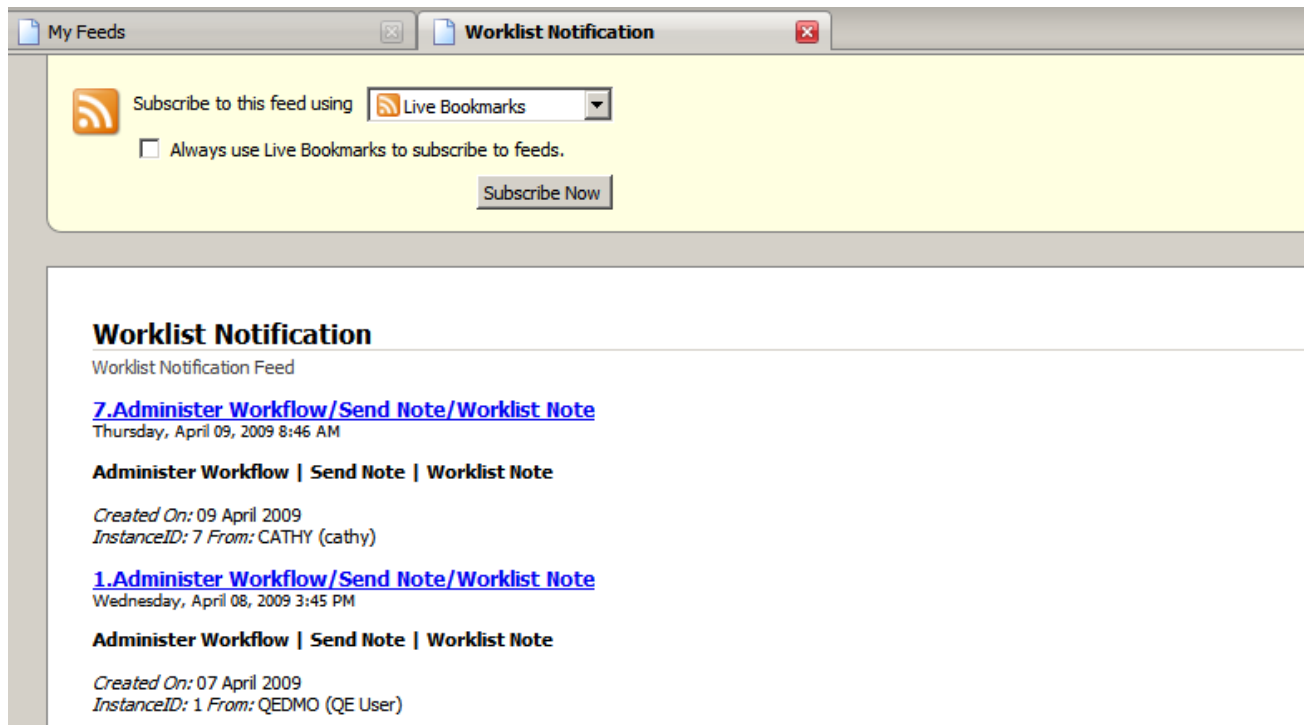 My Feeds
Worklist Notification
Subscribe to this feed using Live Bookmarks
Always use Live Bookmarks to subscribe to feeds.
Subscribe Now
Worklist Notification
Worklist Notification Feed
7.Administer Workflow/Send Note/Worklist Note
Thursday, April 09, 2009 8:46 AM
Administer Workflow | Send Note | Worklist Note
Created On: 09 April 2009
InstanceID: 7 From: CATHY (cathy)
1.Administer Workflow/Send Note/Worklist Note
Wednesday, April 08, 2009 3:45 PM
Administer Workflow | Send Note | Worklist Note
Created On: 07 April 2009
InstanceID: 1 From: QEDMO (QE User)